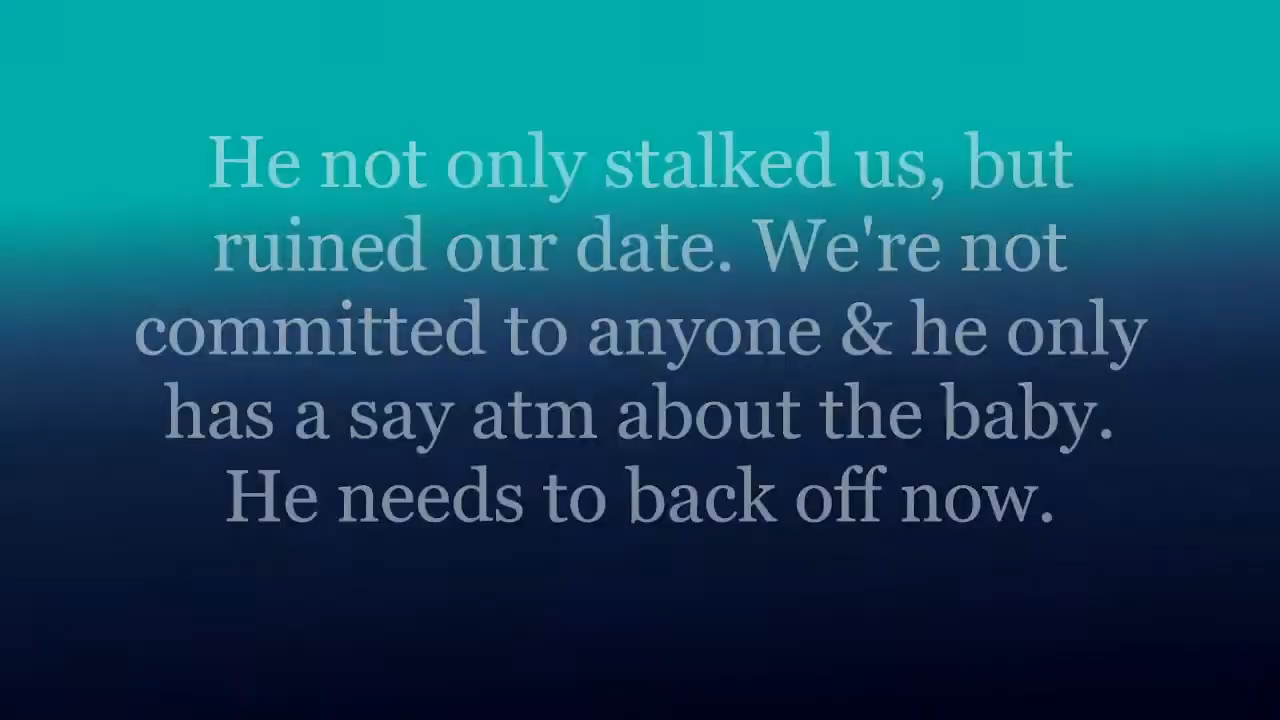 He not only stalked us, but
ruined our date. We're not
committed to anyone & he only
has a say atm about the baby.
He needs to back off now.